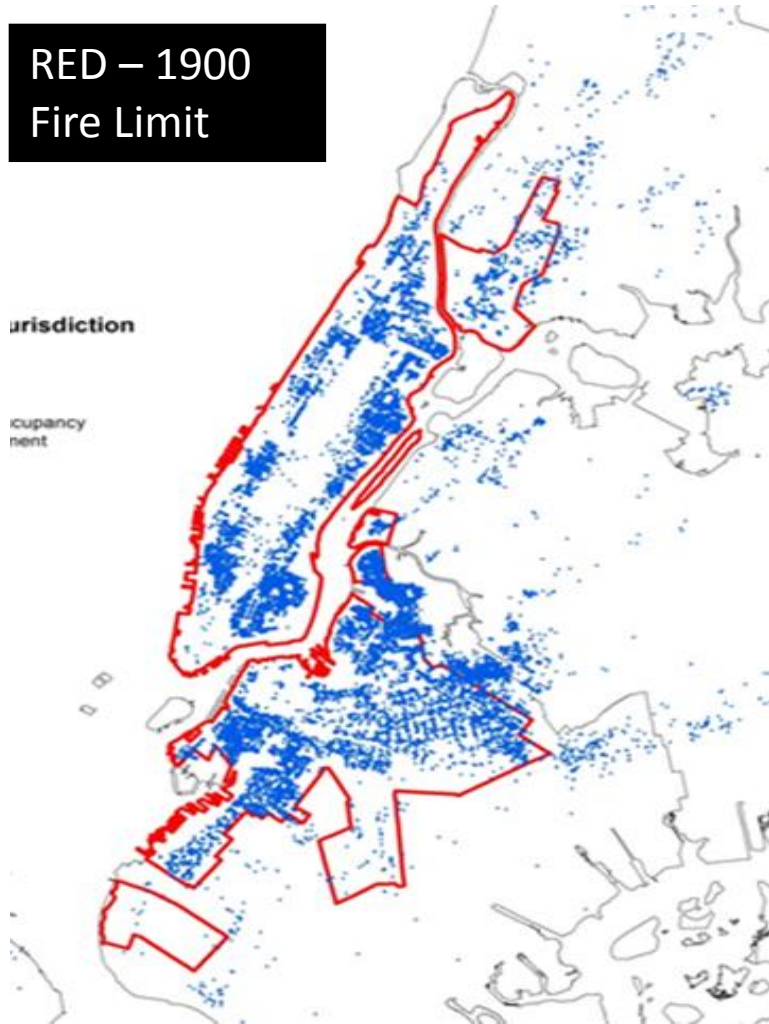 RED – 1900
Fire Limit
urisdiction
cupancy
nent